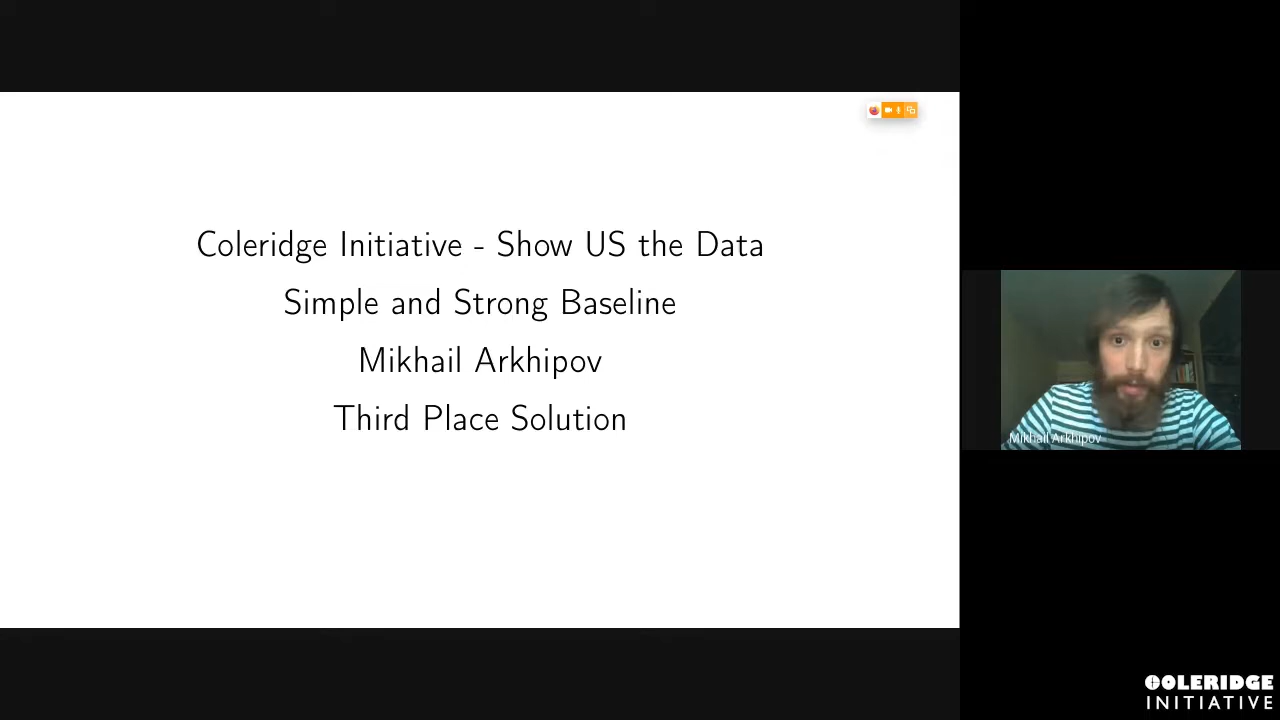 Coleridge Initiative - Show US the Data
Simple and Strong Baseline
Mikhail Arkhipov
Third Place Solution
Mikhail Arkhipov
COLERIDGE
INITIATIVE